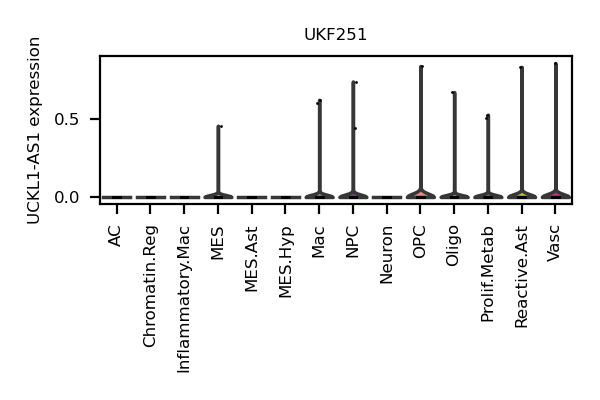 UKF251
UCKL1-AS1 expression
0.5
0.0
AC
Chromatin.Reg
Inflammatory.Mac
MES
MES.Ast
MES.Hyp
Mac
NPC
Neuron
OPC
Oligo
Prolif.Metab
Reactive.Ast
Vasc